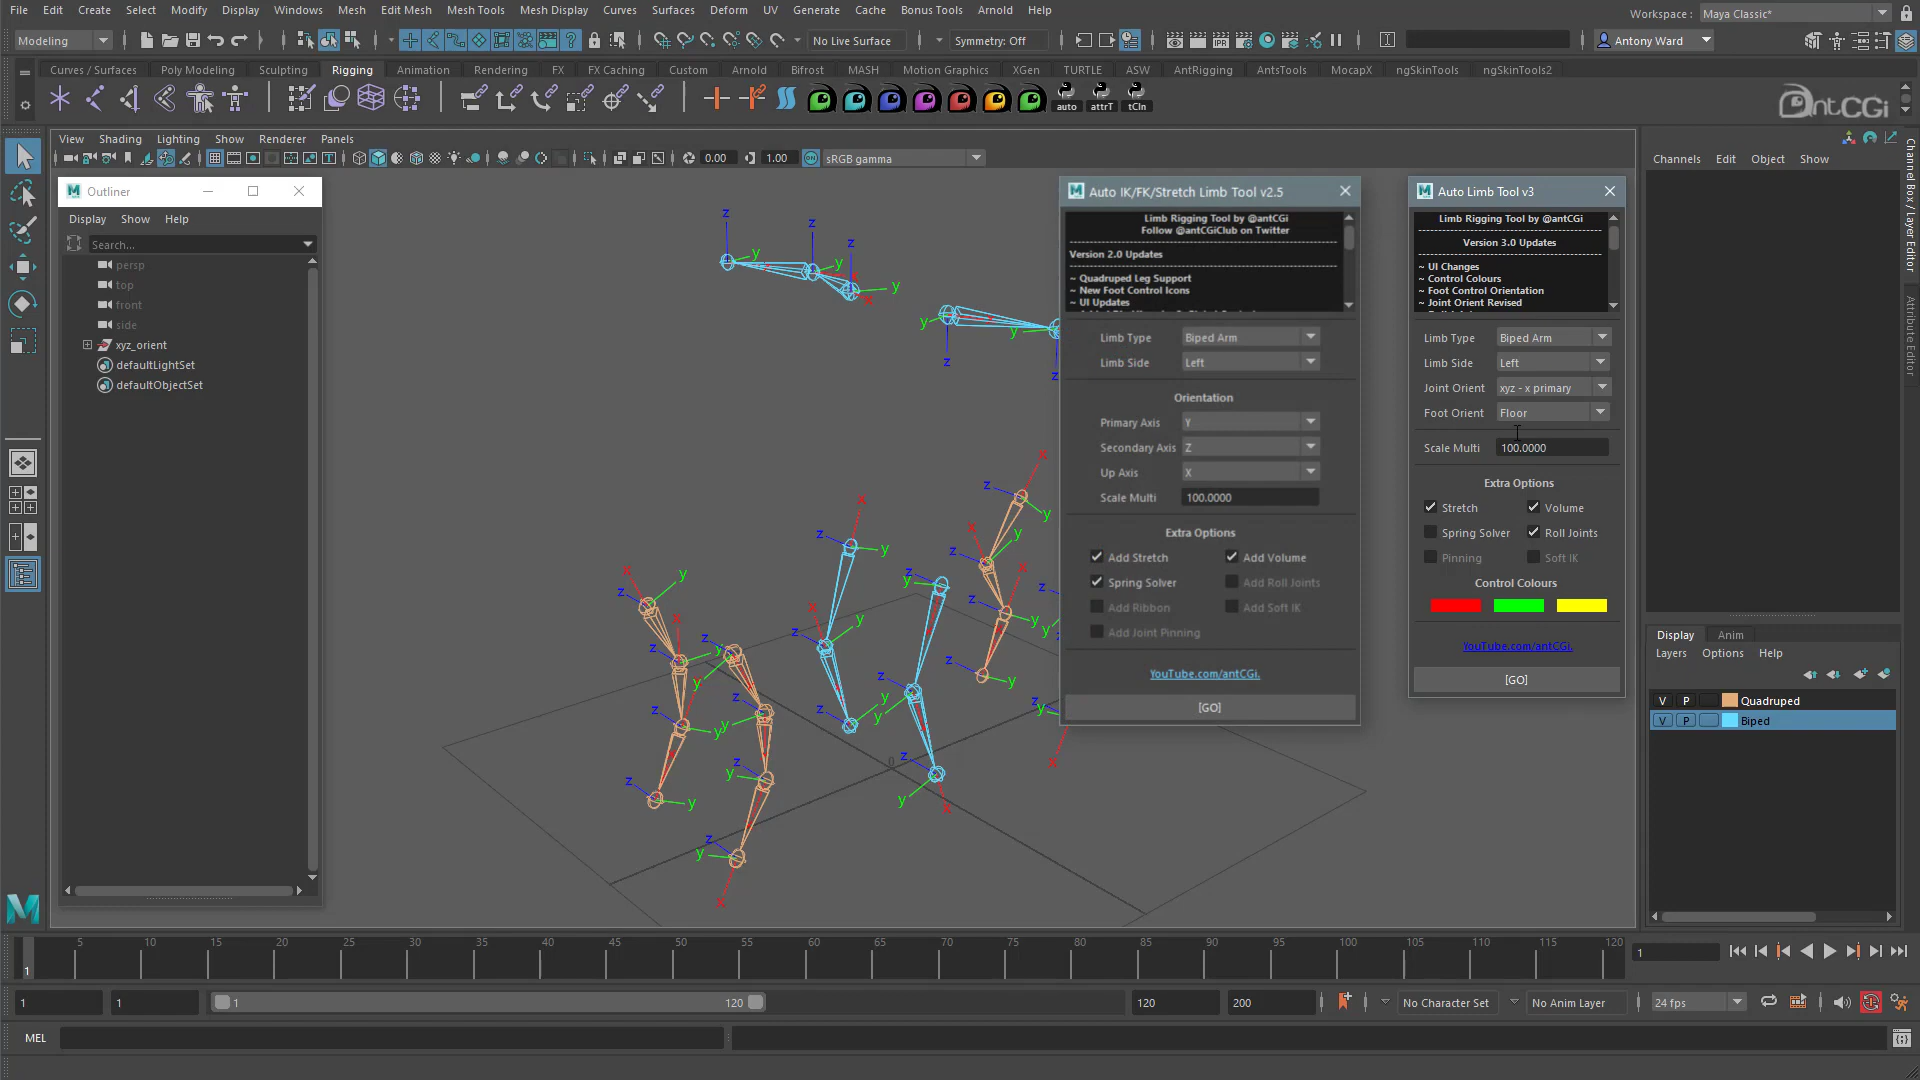 File Edit Create Select Modify Display Windows Mesh Edit Mesh Mesh Tools Mesh Display Curves Surfaces Deform UV Generate Cache Bonus Tools Arnold Help
Workspace : Maya Classic*
Modeling
No Live Surface
Symmetry: Off
Antony Ward
Curves / Surfaces Poly Modeling Sculpting Rigging Animation Rendering FX FX Caching Custom Arnold Bifrost MASH Motion Graphics XGen TURTLE ASW AntRigging AntsTools MocapX ngSkinTools ngSkinTools2
auto attrT tCln
antCGi
View Shading Lighting Show Renderer Panels
0.00 1.00 ON sRGB gamma
Channels Edit Object Show
Channel Box / Layer Editor
Attribute Editor
Outliner
Display Show Help
Search...
persp
top
front
side
xyz_orient
defaultLightSet
defaultObjectSet
Auto IK/FK/Stretch Limb Tool v2.5
Limb Rigging Tool by @antCGi
Follow @antCGiClub on Twitter
Version 2.0 Updates
~ Quadruped Leg Support
~ New Foot Control Icons
~ UI Updates
Limb Type Biped Arm
Limb Side Left
Orientation
Primary Axis Y
Secondary Axis Z
Up Axis X
Scale Multi 100.0000
Extra Options
Add Stretch Add Volume
Spring Solver Add Roll Joints
Add Ribbon Add Soft IK
Add Joint Pinning
YouTube.com/antCGi.
[GO]
Auto Limb Tool v3
Limb Rigging Tool by @antCGi
Version 3.0 Updates
~ UI Changes
~ Control Colours
~ Foot Control Orientation
~ Joint Orient Revised
Limb Type Biped Arm
Limb Side Left
Joint Orient xyz - x primary
Foot Orient Floor
Scale Multi 100.0000
Extra Options
Stretch Volume
Spring Solver Roll Joints
Pinning Soft IK
Control Colours
YouTube.com/antCGi.
[GO]
Display Anim
Layers Options Help
V P Quadruped
V P Biped
5 10 15 20 25 30 35 40 45 50 55 60 65 70 75 80 85 90 95 100 105 110 115 120
1
1
1 1 1 120 120 200 No Character Set No Anim Layer 24 fps
MEL